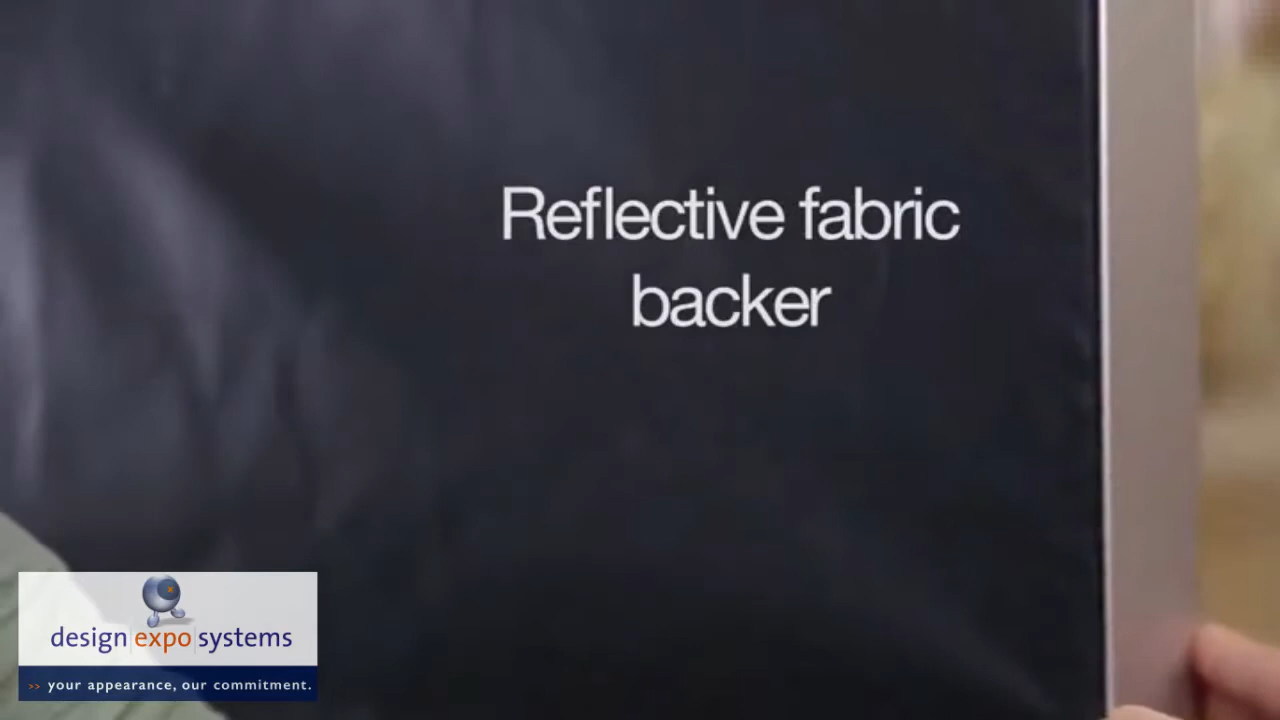 Reflective fabric
backer
design expo systems
>> your appearance, our commitment.